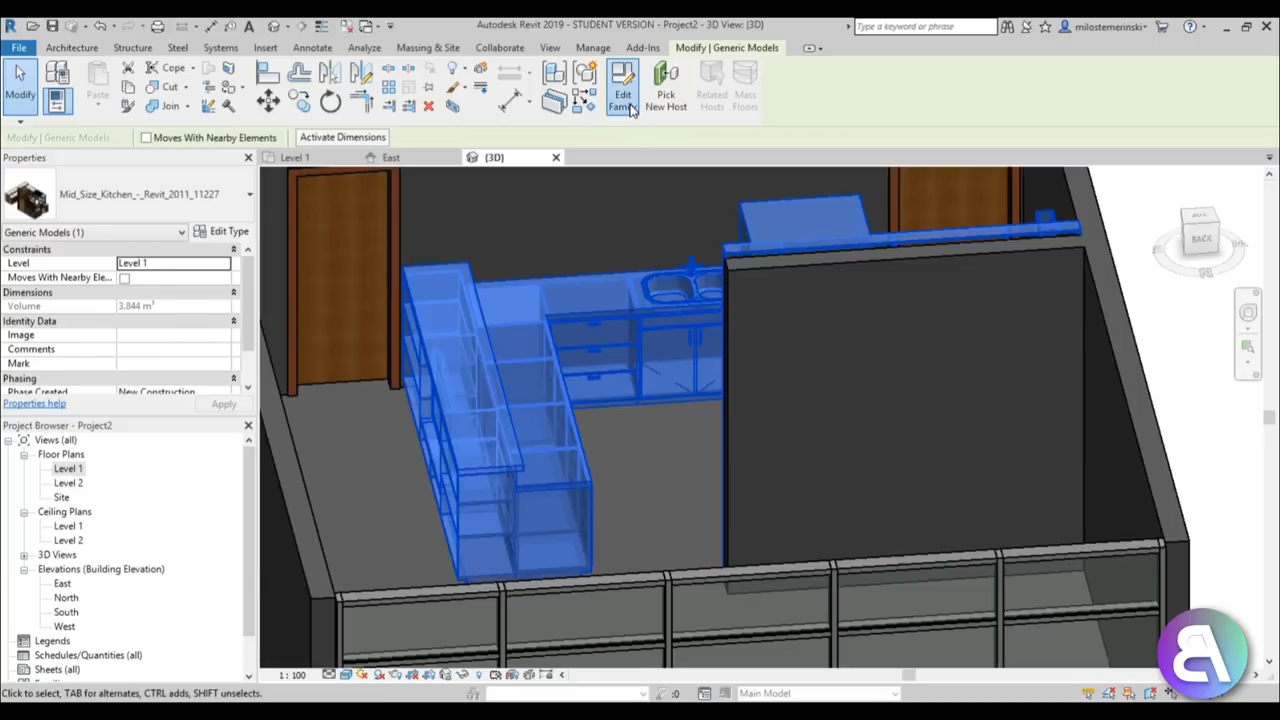 Autodesk Revit 2019 - STUDENT VERSION - Project2 - 3D View: {3D}
Type a keyword or phrase
milostemerinski
File
Architecture
Structure
Steel
Systems
Insert
Annotate
Analyze
Massing & Site
Collaborate
View
Manage
Add-Ins
Modify | Generic Models
Modify
Paste
Cope
Cut
Join
Edit
Family
Pick
New Host
Related
Hosts
Mass
Floors
Modify | Generic Models
Moves With Nearby Elements
Activate Dimensions
Properties
Level 1
East
{3D}
Mid_Size_Kitchen_-_Revit_2011_11227
Generic Models (1)
Edit Type
Constraints
Level
Level 1
Moves With Nearby Ele...
Dimensions
Volume
3.844 m³
Identity Data
Image
Comments
Mark
Phasing
Phase Created
New Construction
Properties help
Apply
Project Browser - Project2
Views (all)
Floor Plans
Level 1
Level 2
Site
Ceiling Plans
Level 1
Level 2
3D Views
Elevations (Building Elevation)
East
North
South
West
Legends
Schedules/Quantities (all)
Sheets (all)
BACK
1 : 100
Click to select, TAB for alternates, CTRL adds, SHIFT unselects.
:0
Main Model